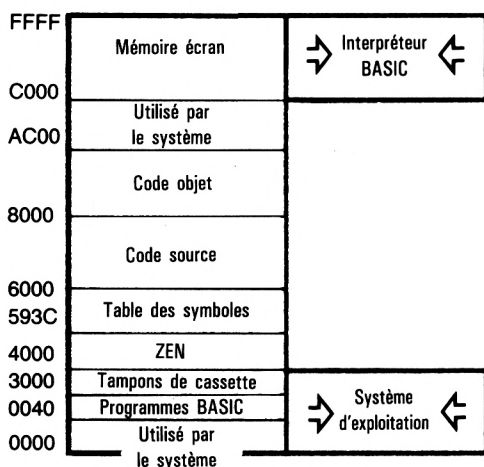 FFFF
Mémoire écran
Interpréteur
BASIC
C000
Utilisé par
le système
AC00
Code objet
8000
Code source
6000
593C
Table des symboles
ZEN
4000
3000
Tampons de cassette
0040
Programmes BASIC
Système
d'exploitation
0000
Utilisé par
le système